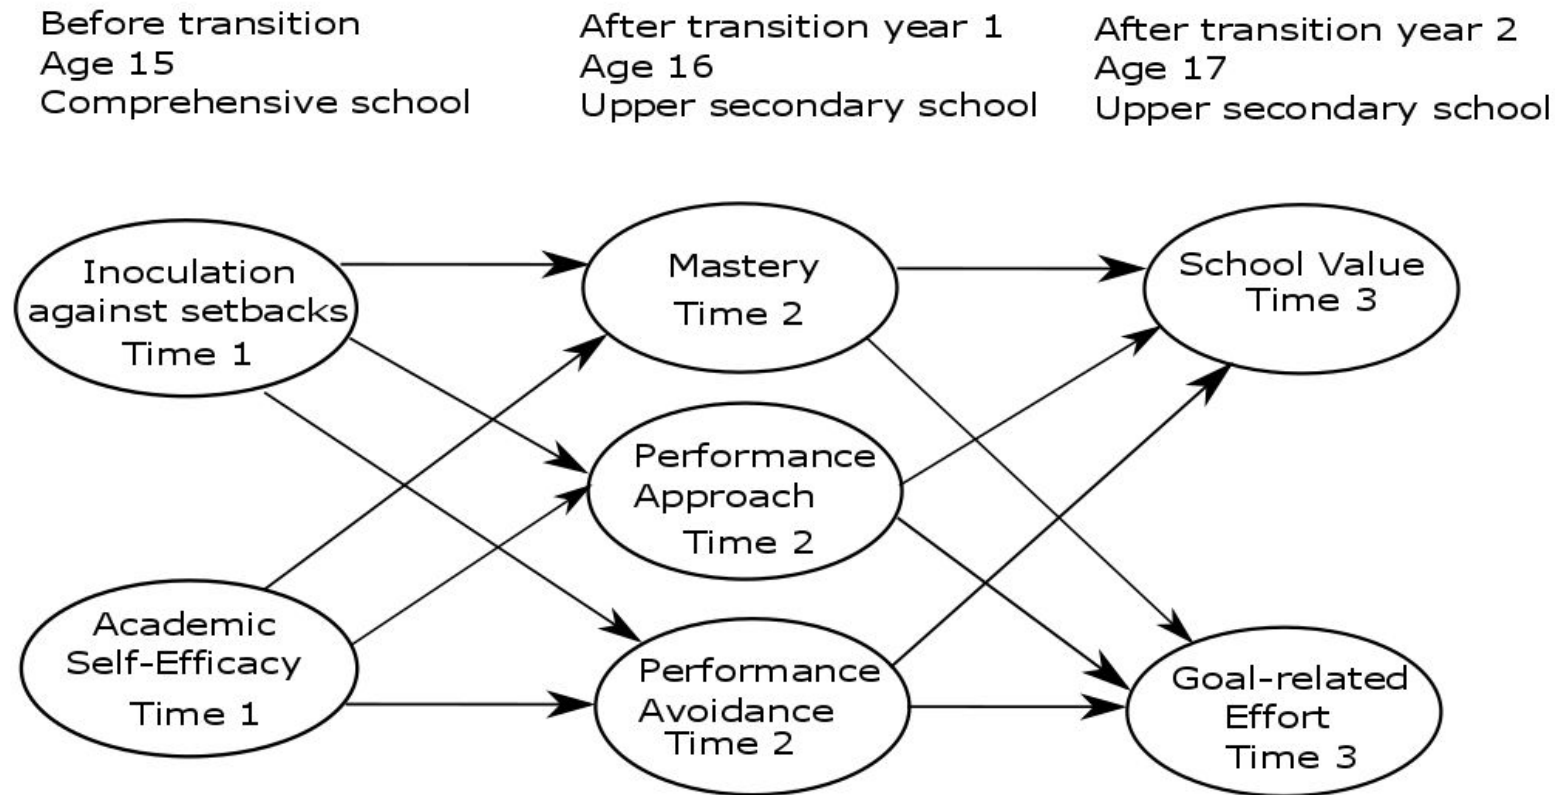 Before transition
Age 15
Comprehensive school
After transition year 1
Age 16
Upper secondary school
After transition year 2
Age 17
Upper secondary school
Inoculation
against setbacks
Time 1
Academic
Self-Efficacy
Time 1
Mastery
Time 2
Performance
Approach
Time 2
Performance
Avoidance
Time 2
School Value
Time 3
Goal-related
Effort
Time 3